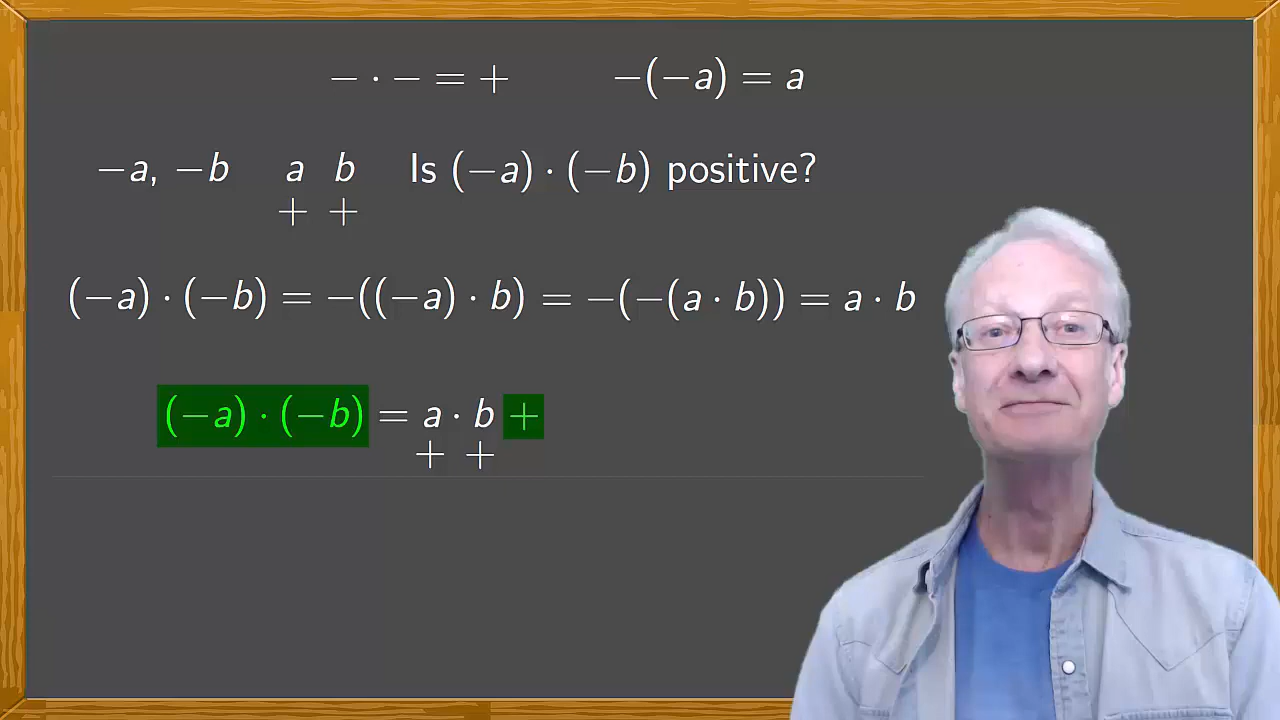 − · − = + −(−a) = a
−a, −b a b Is (−a) · (−b) positive?
+ +
(−a) · (−b) = −((−a) · b) = −(−(a · b)) = a · b
(−a) · (−b) = a · b +
+ +